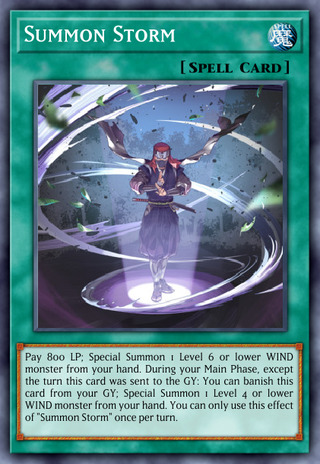 Summon Storm
[Spell Card]
Pay 800 LP; Special Summon 1 Level 6 or lower WIND
monster from your hand. During your Main Phase, except
the turn this card was sent to the GY: You can banish this
card from your GY; Special Summon 1 Level 4 or lower
WIND monster from your hand. You can only use this effect
of "Summon Storm" once per turn.